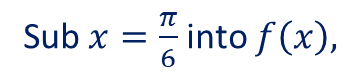 Sub x = π/6 into f(x),